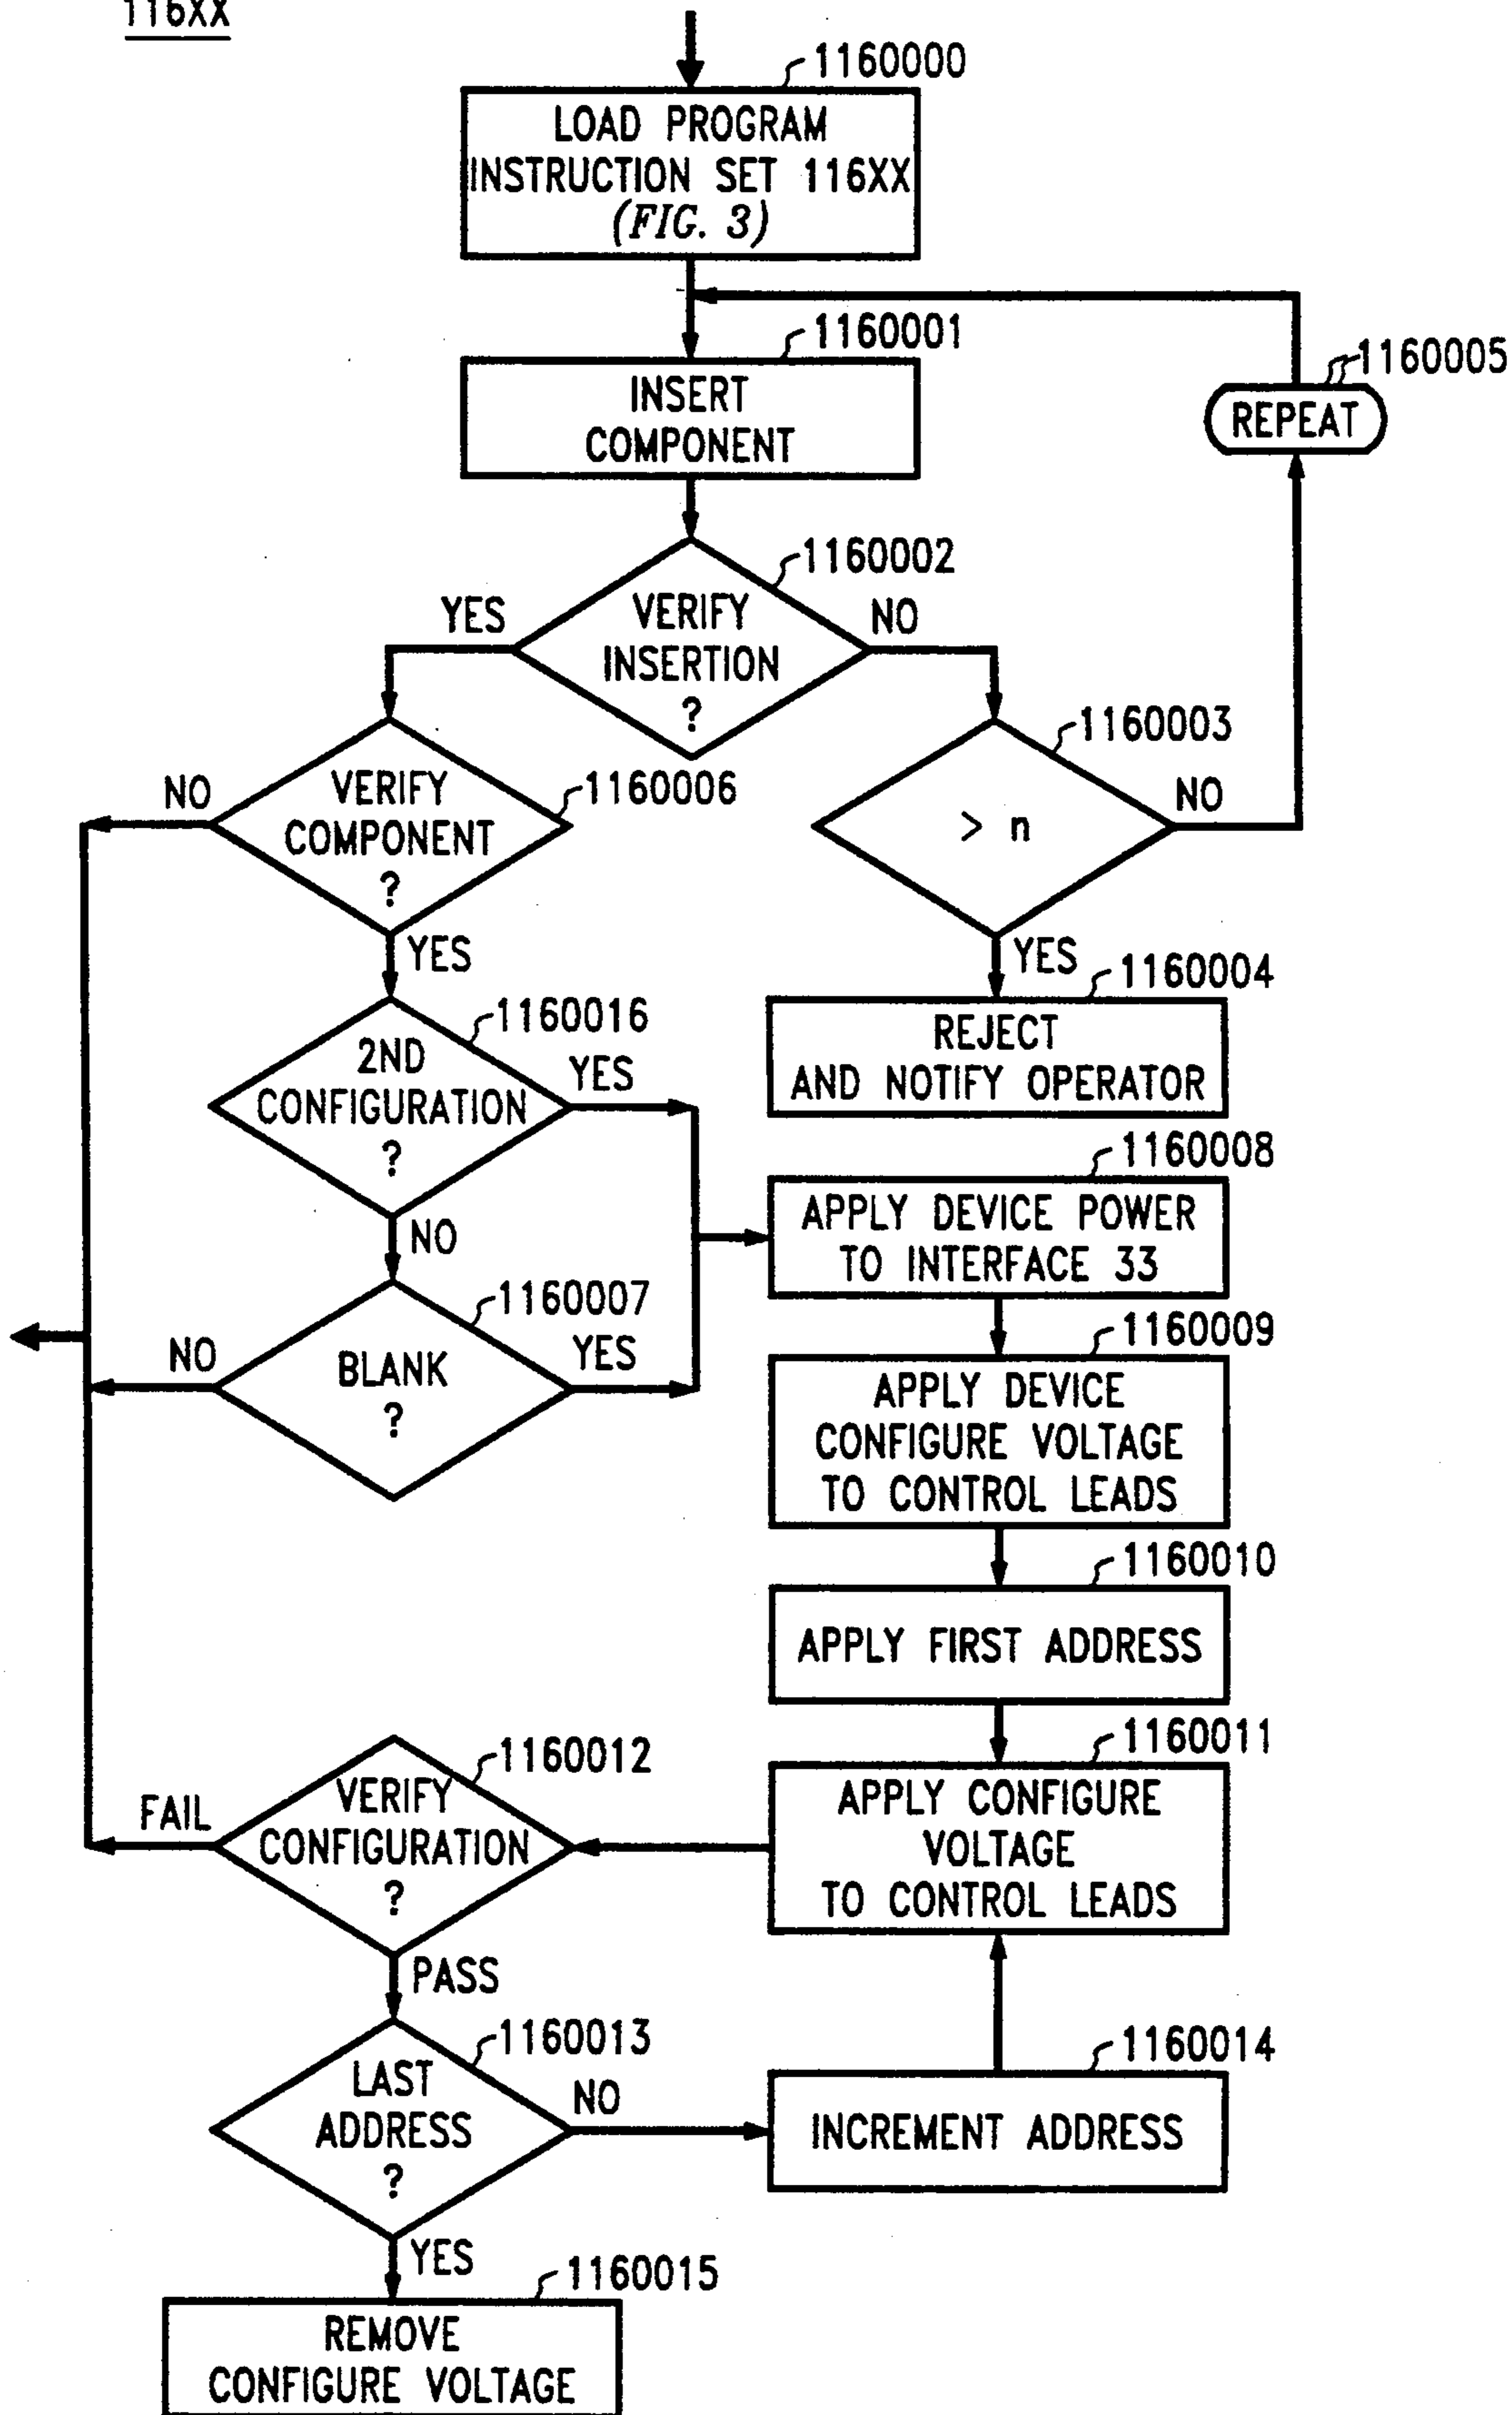 116XX
1160000
LOAD PROGRAM
INSTRUCTION SET 116XX
(FIG. 3)
1160001
INSERT
COMPONENT
1160005
REPEAT
1160002
YES
VERIFY
INSERTION
?
NO
1160003
> n
NO
YES
1160006
NO
VERIFY
COMPONENT
?
YES
1160004
REJECT
AND NOTIFY OPERATOR
1160016
2ND
CONFIGURATION
?
YES
NO
1160008
APPLY DEVICE POWER
TO INTERFACE 33
1160007
NO
BLANK
?
YES
1160009
APPLY DEVICE
CONFIGURE VOLTAGE
TO CONTROL LEADS
1160010
APPLY FIRST ADDRESS
1160011
APPLY CONFIGURE
VOLTAGE
TO CONTROL LEADS
1160012
FAIL
VERIFY
CONFIGURATION
?
PASS
1160013
LAST
ADDRESS
?
NO
1160014
INCREMENT ADDRESS
YES
1160015
REMOVE
CONFIGURE VOLTAGE